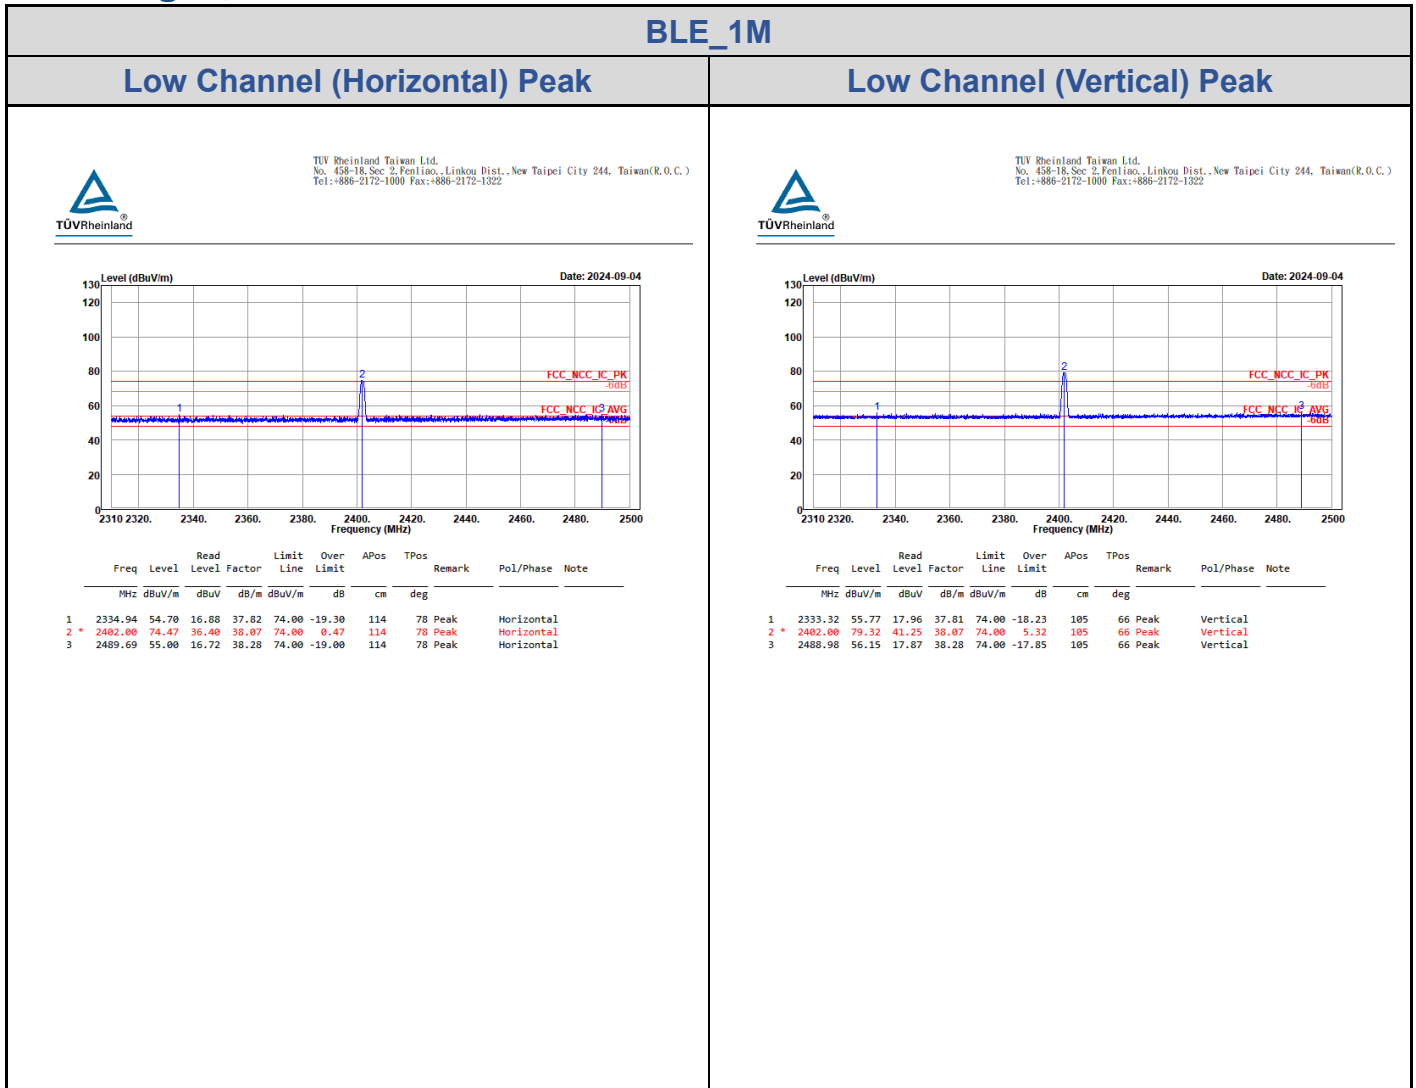 BLE_1M
Low Channel (Horizontal) Peak
Low Channel (Vertical) Peak
TUV Rheinland Taiwan Ltd.
No. 458-18,Sec 2,Fenliao.,Linkou Dist.,New Taipei City 244, Taiwan(R.O.C.)
Tel:+886-2172-1000 Fax:+886-2172-1322
TÜVRheinland®
Level (dBuV/m)
Date: 2024-09-04
130
120
100
80
60
40
20
0
FCC_NCC_IC_PK
-6dB
FCC_NCC_IC_AVG
1
2
3
2310 2320. 2340. 2360. 2380. 2400. 2420. 2440. 2460. 2480. 2500
Frequency (MHz)
Read Limit Over APos TPos
Freq Level Level Factor Line Limit Remark Pol/Phase Note
MHz dBuV/m dBuV dB/m dBuV/m dB cm deg
1 2334.94 54.70 16.88 37.82 74.00 -19.30 114 78 Peak Horizontal
2 * 2402.00 74.47 36.40 38.07 74.00 0.47 114 78 Peak Horizontal
3 2489.69 55.00 16.72 38.28 74.00 -19.00 114 78 Peak Horizontal
TUV Rheinland Taiwan Ltd.
No. 458-18,Sec 2,Fenliao.,Linkou Dist.,New Taipei City 244, Taiwan(R.O.C.)
Tel:+886-2172-1000 Fax:+886-2172-1322
TÜVRheinland®
Level (dBuV/m)
Date: 2024-09-04
130
120
100
80
60
40
20
0
FCC_NCC_IC_PK
-6dB
FCC_NCC_IC_AVG
-6dB
1
2
3
2310 2320. 2340. 2360. 2380. 2400. 2420. 2440. 2460. 2480. 2500
Frequency (MHz)
Read Limit Over APos TPos
Freq Level Level Factor Line Limit Remark Pol/Phase Note
MHz dBuV/m dBuV dB/m dBuV/m dB cm deg
1 2333.32 55.77 17.96 37.81 74.00 -18.23 105 66 Peak Vertical
2 * 2402.00 79.32 41.25 38.07 74.00 5.32 105 66 Peak Vertical
3 2488.98 56.15 17.87 38.28 74.00 -17.85 105 66 Peak Vertical